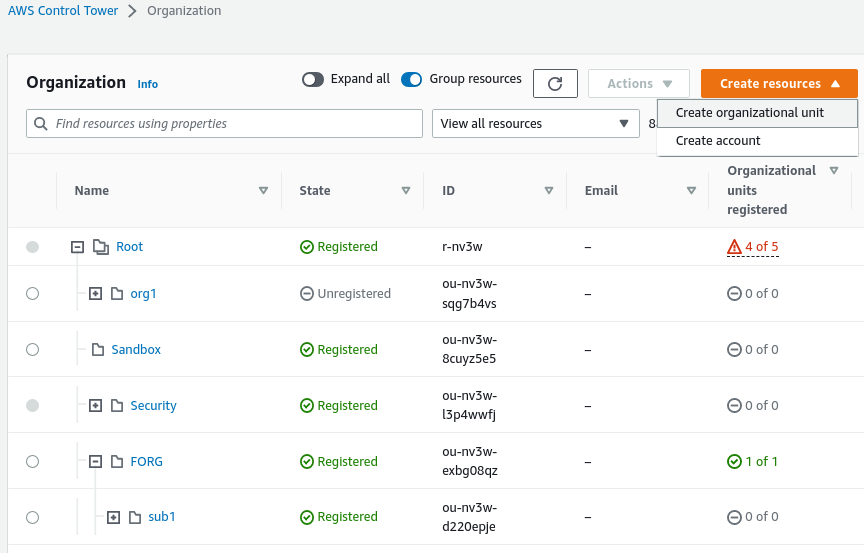 AWS Control Tower > Organization
Organization Info
Expand all
Group resources
Actions
Create resources
Find resources using properties
View all resources
8
Create organizational unit
Create account
Name
State
ID
Email
Organizational
units
registered
Root Registered r-nv3w – 4 of 5
org1 Unregistered ou-nv3w-
sqg7b4vs – 0 of 0
Sandbox Registered ou-nv3w-
8cuyz5e5 – 0 of 0
Security Registered ou-nv3w-
l3p4wwfj – 0 of 0
FORG Registered ou-nv3w-
exbg08qz – 1 of 1
sub1 Registered ou-nv3w-
d220epje – 0 of 0